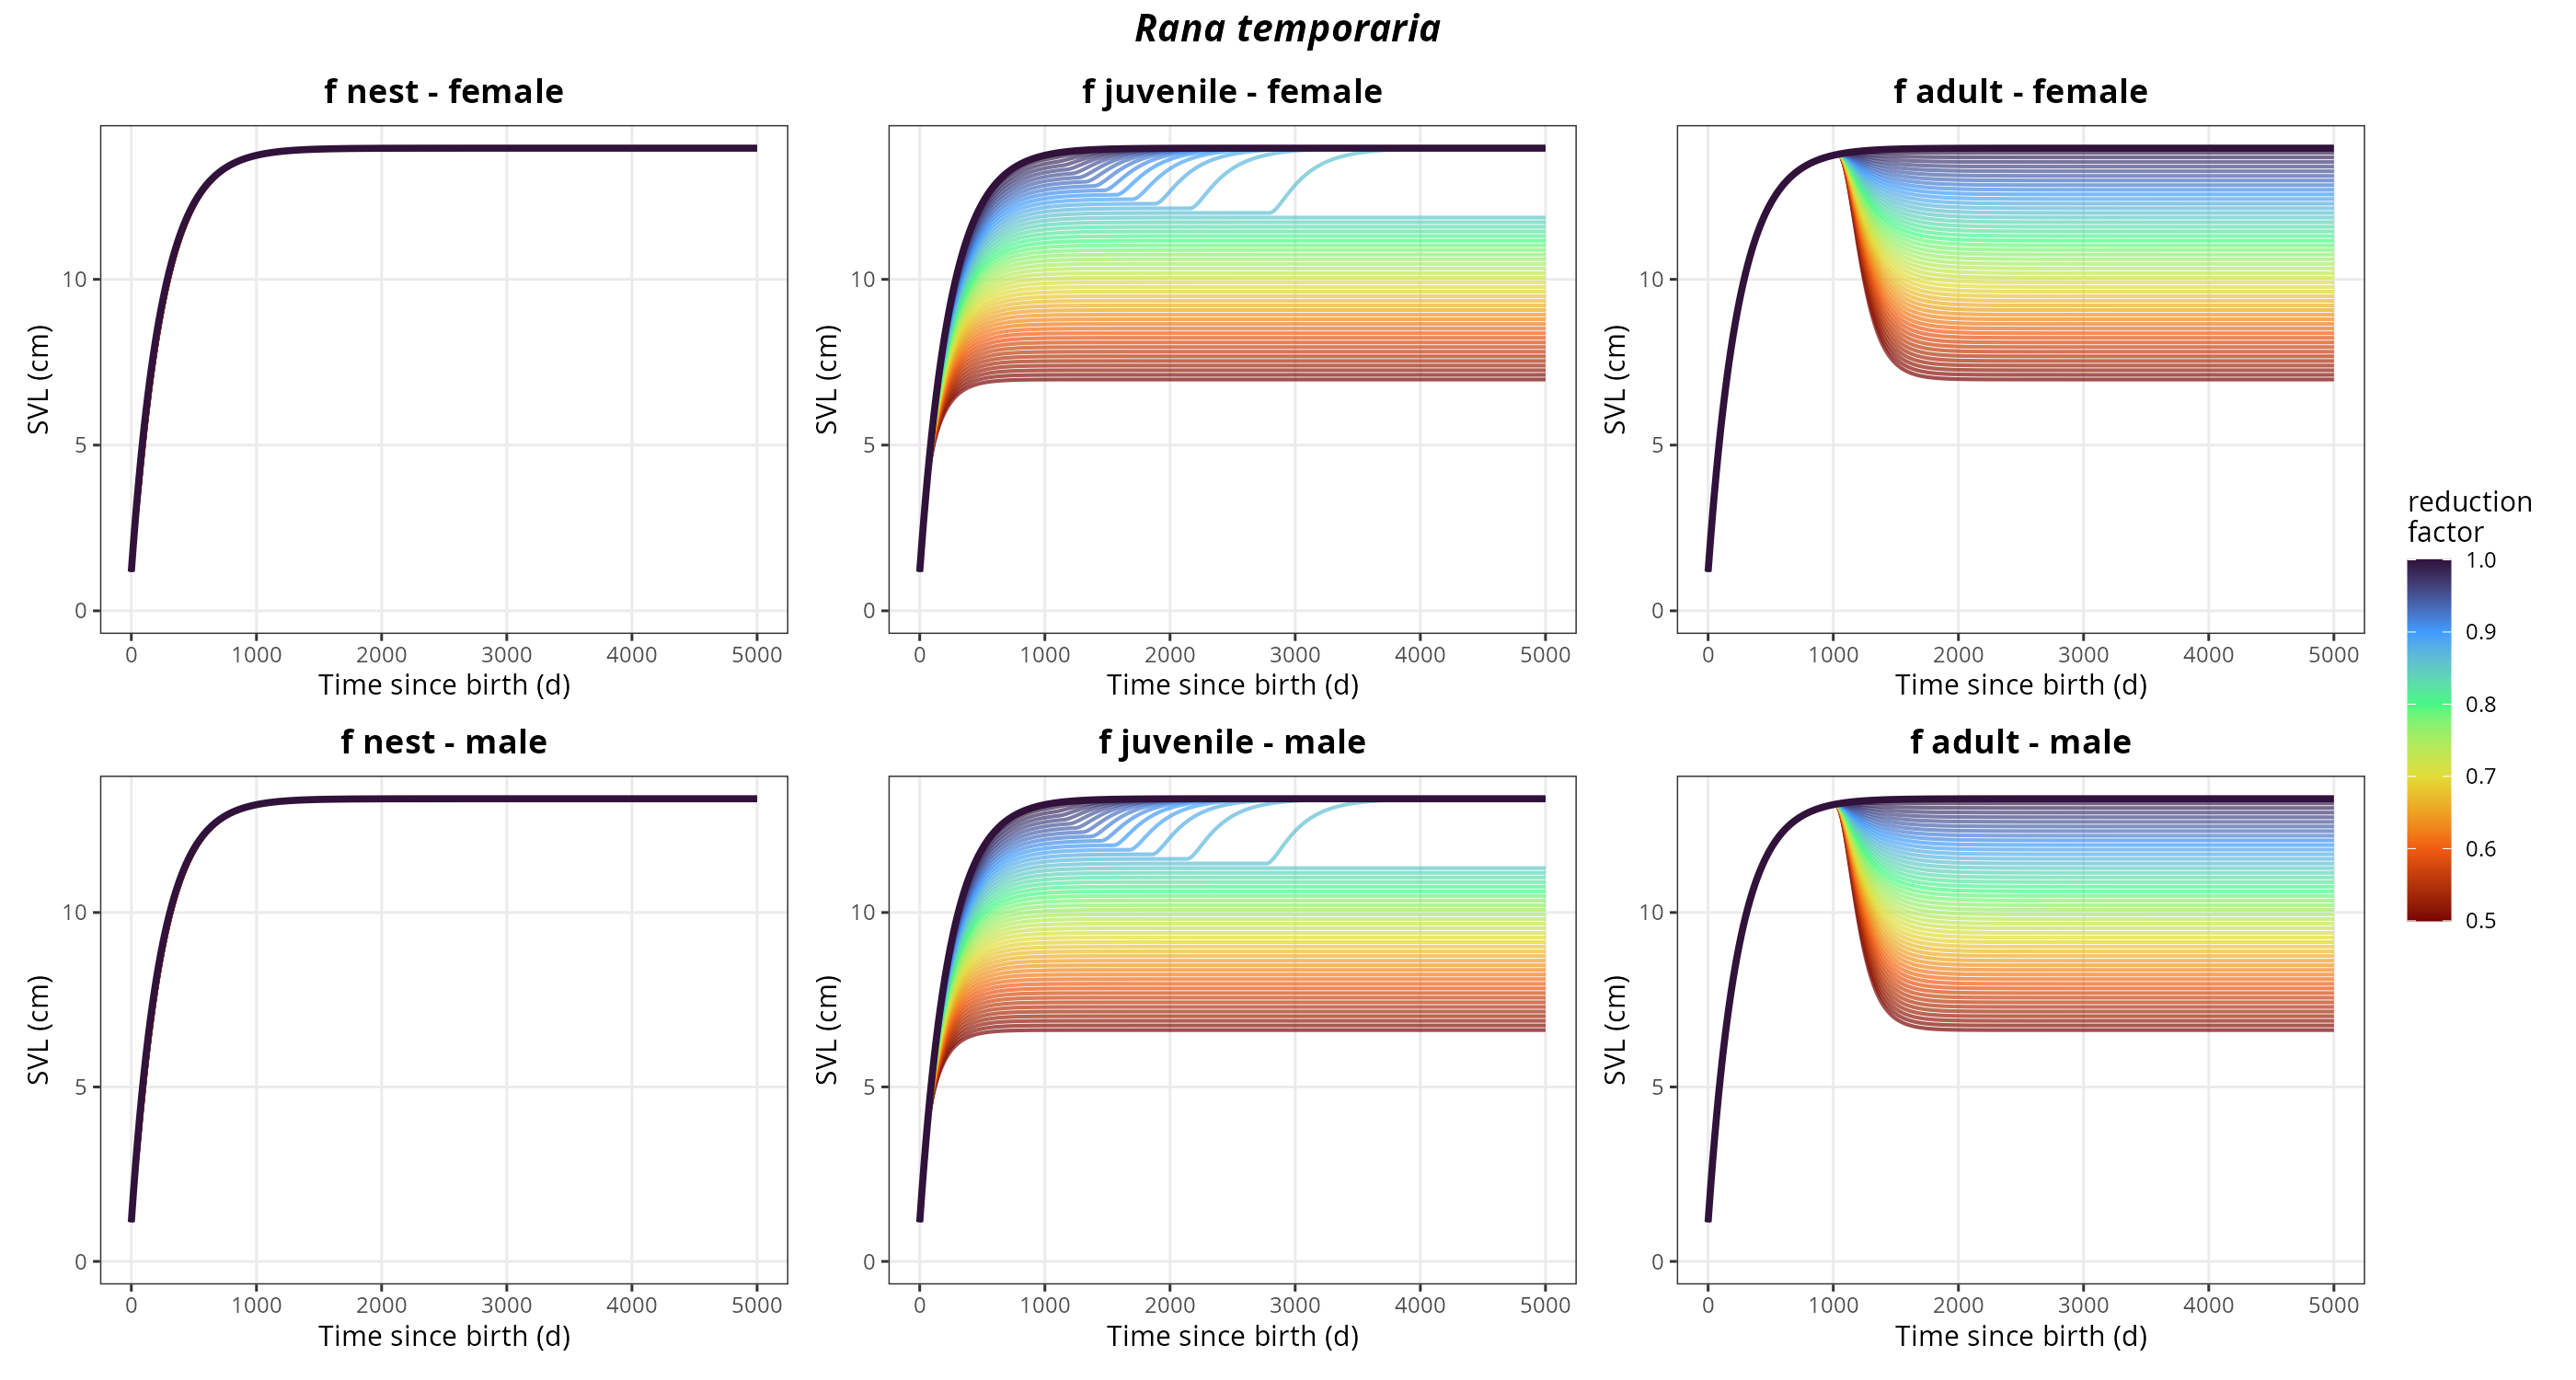 Rana temporaria
f nest - female
f juvenile - female
f adult - female
SVL (cm)
10
5
0
0 1000 2000 3000 4000 5000
Time since birth (d)
SVL (cm)
10
5
0
0 1000 2000 3000 4000 5000
Time since birth (d)
SVL (cm)
10
5
0
0 1000 2000 3000 4000 5000
Time since birth (d)
reduction
factor
1.0
0.9
0.8
0.7
0.6
0.5
f nest - male
f juvenile - male
f adult - male
SVL (cm)
10
5
0
0 1000 2000 3000 4000 5000
Time since birth (d)
SVL (cm)
10
5
0
0 1000 2000 3000 4000 5000
Time since birth (d)
SVL (cm)
10
5
0
0 1000 2000 3000 4000 5000
Time since birth (d)